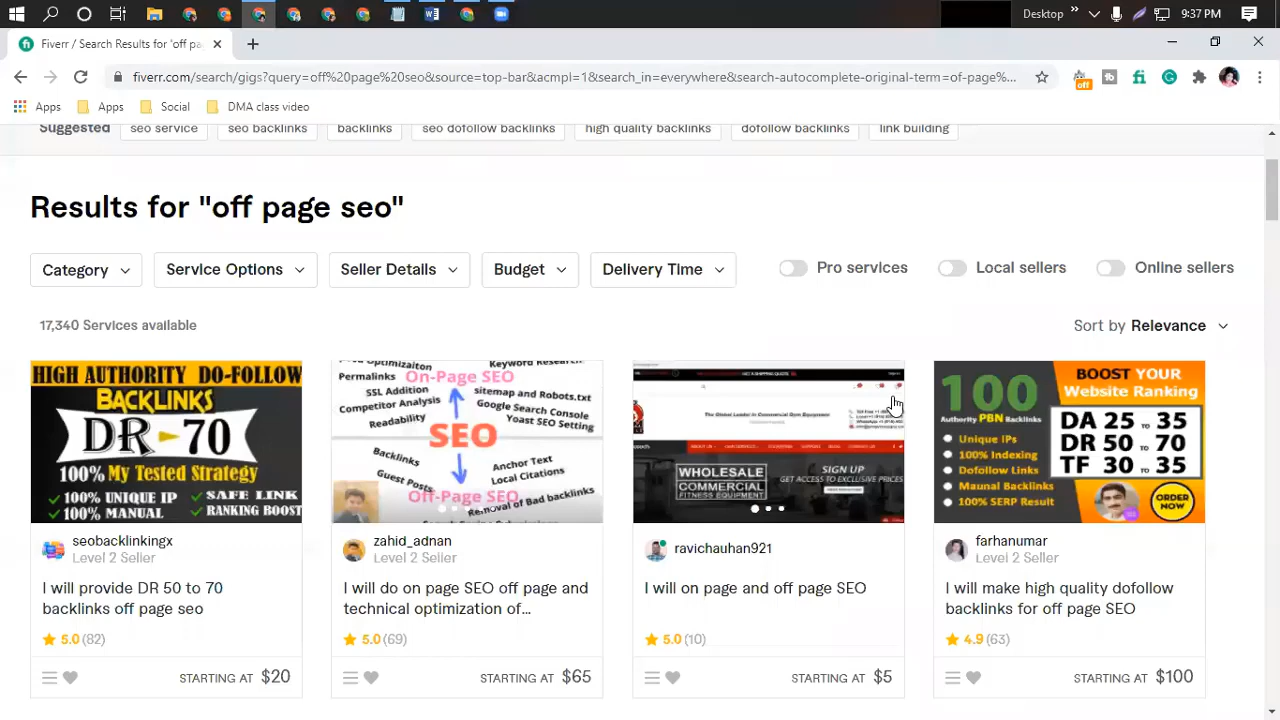 Desktop
9:37 PM
Fiverr / Search Results for "off pa
fiverr.com/search/gigs?query=off%20page%20seo&source=top-bar&acmpl=1&search_in=everywhere&search-autocomplete-original-term=of-page%...
off
Apps
Apps
Social
DMA class video
Suggested
seo service
seo backlinks
backlinks
seo dofollow backlinks
high quality backlinks
dofollow backlinks
link building
Results for "off page seo"
Category
Service Options
Seller Details
Budget
Delivery Time
Pro services
Local sellers
Online sellers
17,340 Services available
Sort by Relevance
HIGH AUTHORITY DO-FOLLOW
BACKLINKS
DR 70
100% My Tested Strategy
100% UNIQUE IP
SAFE LINK
100% MANUAL
RANKING BOOST
seobacklinkingx
Level 2 Seller
I will provide DR 50 to 70
backlinks off page seo
5.0 (82)
STARTING AT $20
Keyword Research
Permalinks
On-Page SEO
SSL Addition
sitemap and Robots.txt
Competitor Analysis
Google Search Console
Readability
Yoast SEO Setting
SEO
Backlinks
Anchor Text
Guest Posts
Local Citations
Off-Page SEO
Removal of Bad backlinks
zahid_adnan
Level 2 Seller
I will do on page SEO off page and
technical optimization of...
5.0 (69)
STARTING AT $65
The Global Leader in Commercial Gym Equipment
WHOLESALE
COMMERCIAL
FITNESS EQUIPMENT
SIGN UP
GET ACCESS TO EXCLUSIVE PRICES
ravichauhan921
I will on page and off page SEO
5.0 (10)
STARTING AT $5
100
Authority PBN Backlinks
BOOST YOUR
Website Ranking
Unique IPs
100% Indexing
Dofollow Links
Maunal Backlinks
100% SERP Result
DA 25 TO 35
DR 50 TO 70
TF 30 TO 35
ORDER
NOW
farhanumar
Level 2 Seller
I will make high quality dofollow
backlinks for off page SEO
4.9 (63)
STARTING AT $100